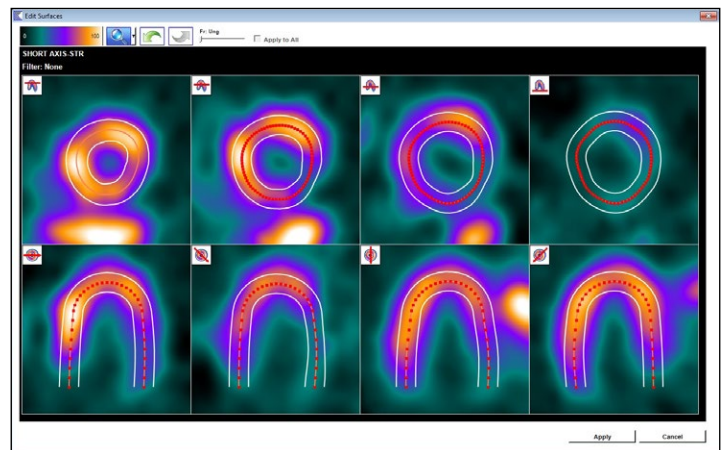 Edit Surfaces
0 100
Fr: Ung
Apply to All
SHORT AXIS-STR
Filter: None
Apply Cancel